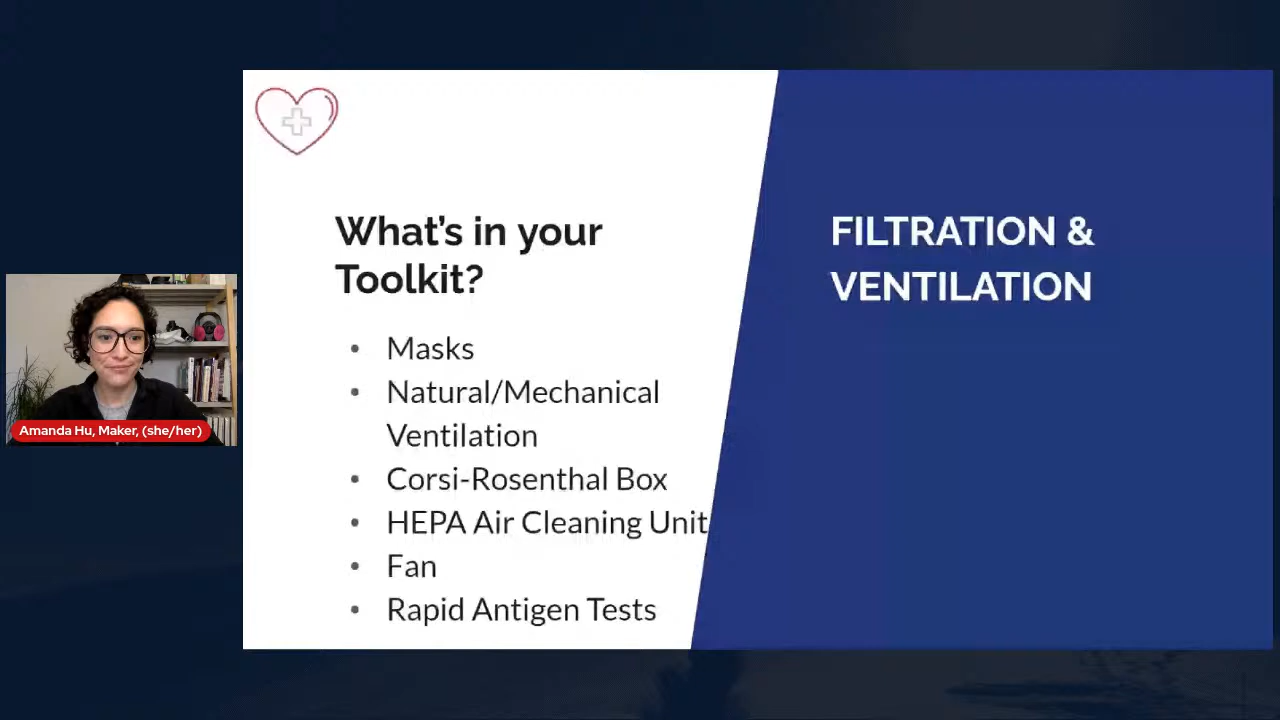 What's in your
Toolkit?
• Masks
• Natural/Mechanical
Ventilation
• Corsi-Rosenthal Box
• HEPA Air Cleaning Unit
• Fan
• Rapid Antigen Tests
FILTRATION &
VENTILATION
Amanda Hu, Maker, (she/her)